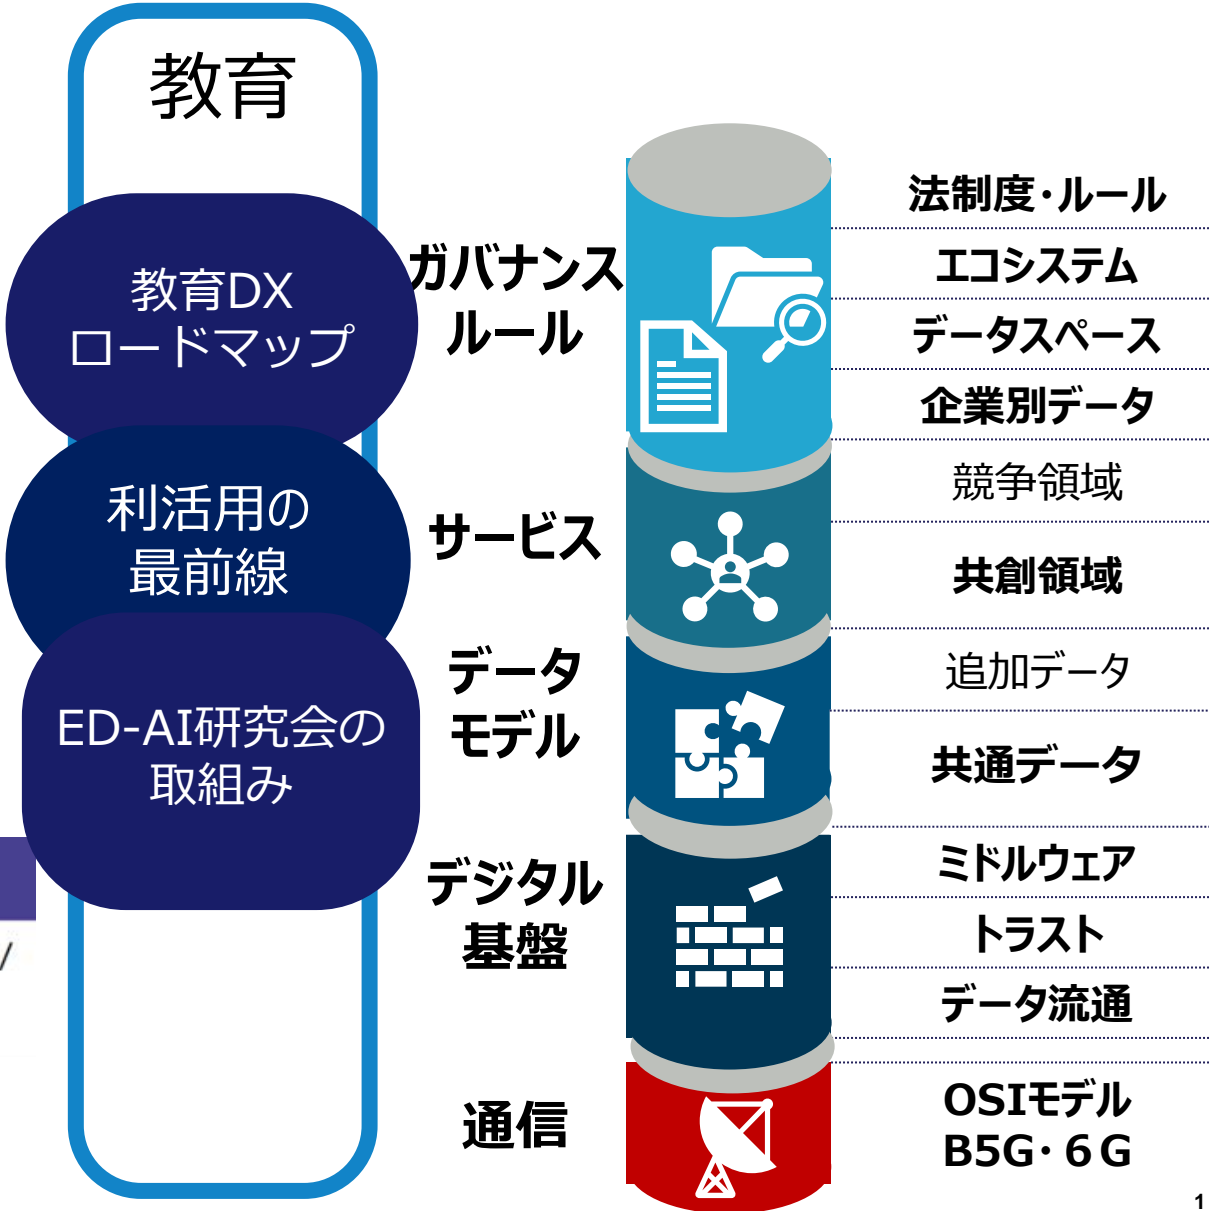 教育
教育DX
ロードマップ
利活用の
最前線
ED-AI研究会の
取組み
ガバナンス
ルール
サービス
データ
モデル
デジタル
基盤
通信
法制度・ルール
エコシステム
データスペース
企業別データ
競争領域
共創領域
追加データ
共通データ
ミドルウェア
トラスト
データ流通
OSIモデル
B5G・６G
/
1